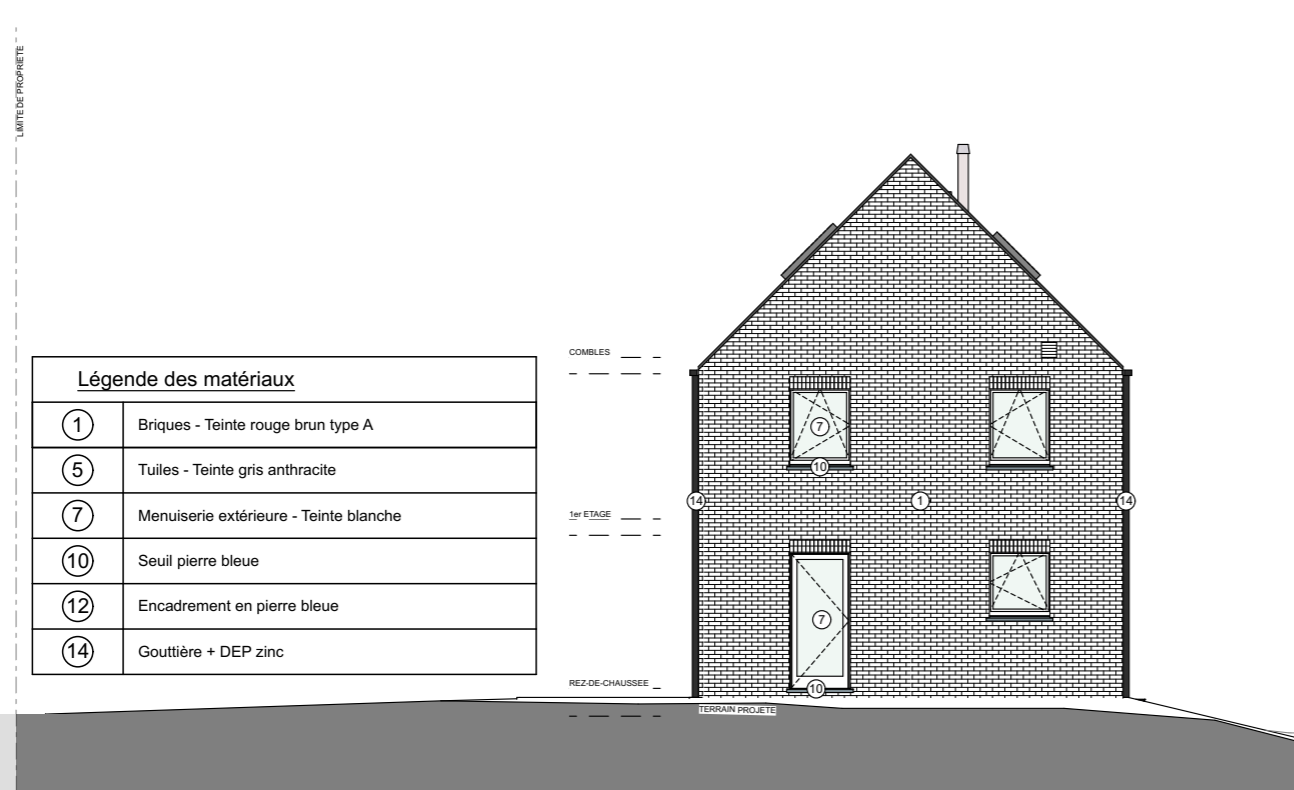 LIMITE DE PROPRIETE
Légende des matériaux
1 Briques - Teinte rouge brun type A
5 Tuiles - Teinte gris anthracite
7 Menuiserie extérieure - Teinte blanche
10 Seuil pierre bleue
12 Encadrement en pierre bleue
14 Gouttière + DEP zinc
COMBLES
7
10
14 1 14
1er ETAGE
7
REZ-DE-CHAUSSEE
10
TERRAIN PROJETE